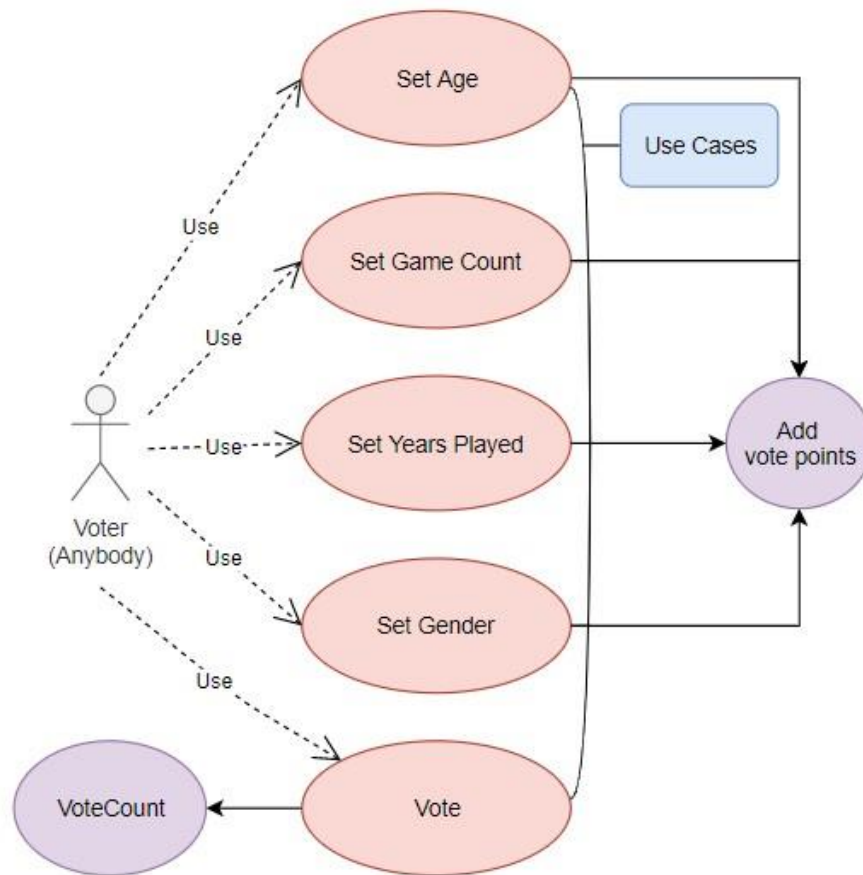 Set Age
Use Cases
Use
Set Game Count
Use
Set Years Played
Use
Add
vote points
Voter
(Anybody)
Use
Set Gender
Use
VoteCount
Vote